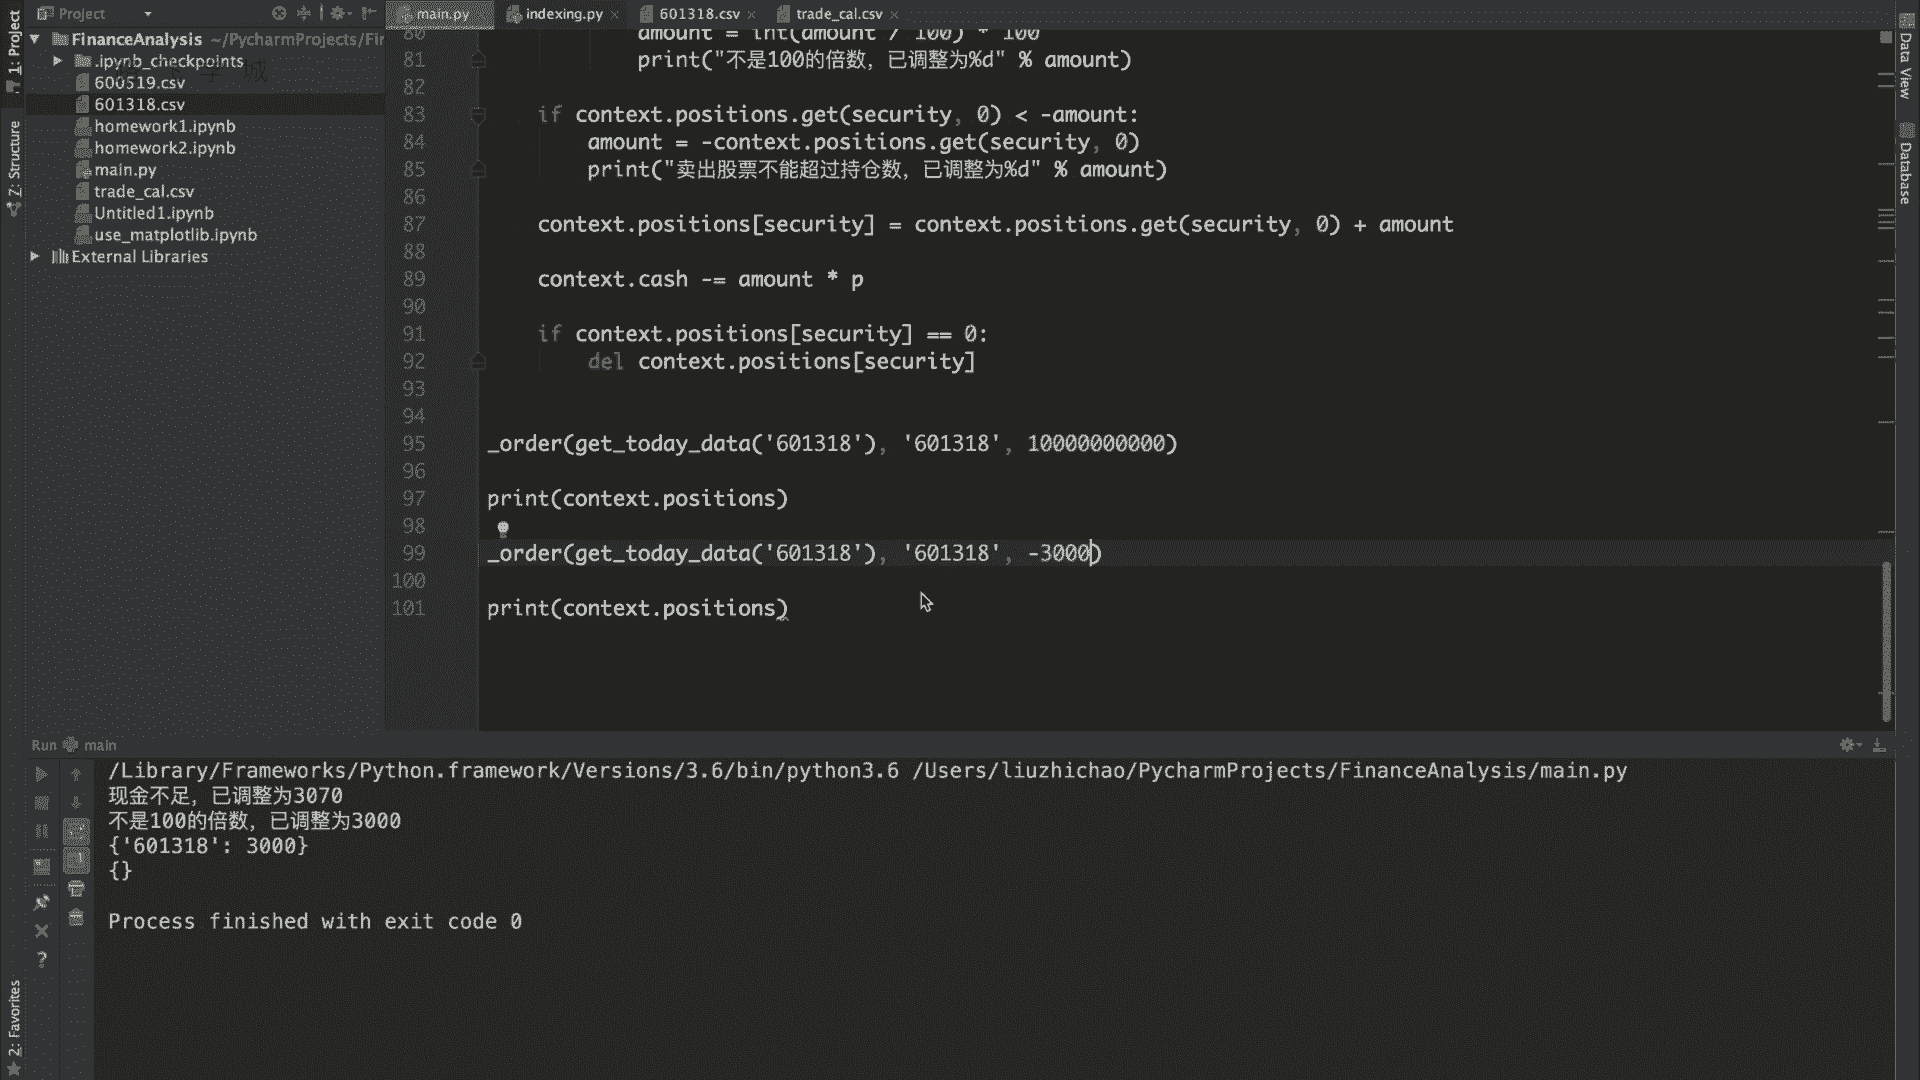 Project
main.py
indexing.py
601318.csv
trade_cal.csv
1: Project
FinanceAnalysis ~/PycharmProjects/Fir
.ipynb_checkpoints
600519.csv
601318.csv
homework1.ipynb
homework2.ipynb
main.py
trade_cal.csv
Untitled1.ipynb
use_matplotlib.ipynb
External Libraries
Z: Structure
2: Favorites
Data View
Database
80 amount = int(amount / 100) * 100
81 print("不是100的倍数，已调整为%d" % amount)
82
83 if context.positions.get(security, 0) < -amount:
84 amount = -context.positions.get(security, 0)
85 print("卖出股票不能超过持仓数，已调整为%d" % amount)
86
87 context.positions[security] = context.positions.get(security, 0) + amount
88
89 context.cash -= amount * p
90
91 if context.positions[security] == 0:
92 del context.positions[security]
93
94
95 _order(get_today_data('601318'), '601318', 10000000000)
96
97 print(context.positions)
98
99 _order(get_today_data('601318'), '601318', -3000)
100
101 print(context.positions)
Run main
/Library/Frameworks/Python.framework/Versions/3.6/bin/python3.6 /Users/liuzhichao/PycharmProjects/FinanceAnalysis/main.py
现金不足，已调整为3070
不是100的倍数，已调整为3000
{'601318': 3000}
{}
Process finished with exit code 0